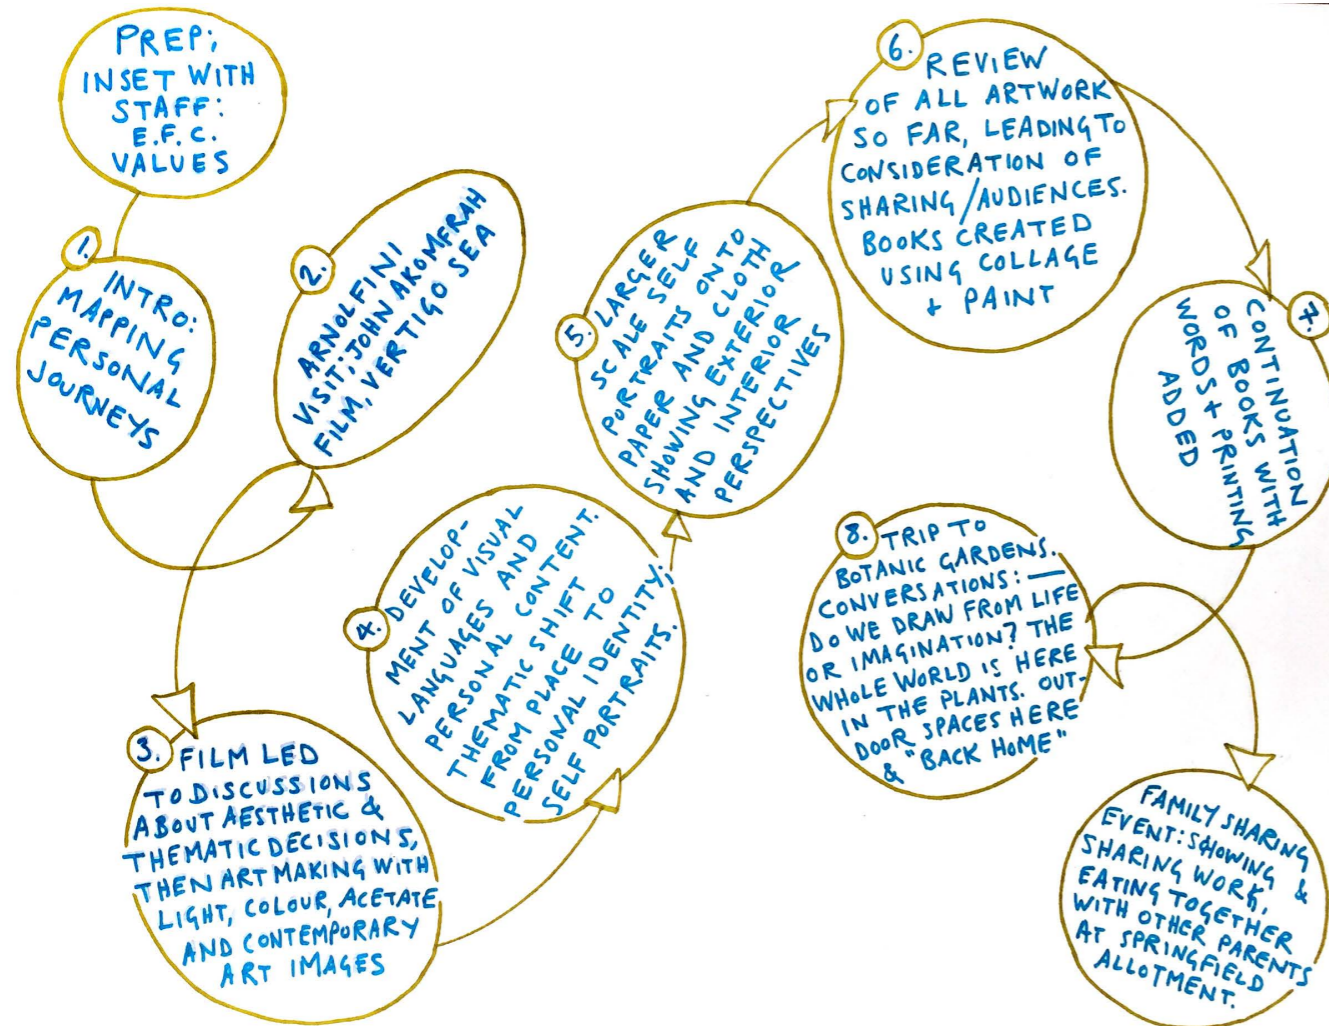 PREP;
INSET WITH
STAFF:
E.F.C.
VALUES
1.
INTRO:
MAPPING
PERSONAL
JOURNEYS
2.
ARNOLFINI
VISIT; JOHN AKOMFRAH
FILM, VERTIGO SEA
3. FILM LED
TO DISCUSSIONS
ABOUT AESTHETIC &
THEMATIC DECISIONS,
THEN ART MAKING WITH
LIGHT, COLOUR, ACETATE
AND CONTEMPORARY
ART IMAGES
4. DEVELOP-
MENT OF VISUAL
LANGUAGES AND
PERSONAL CONTENT.
THEMATIC SHIFT
FROM PLACE TO
PERSONAL IDENTITY;
SELF PORTRAITS.
5. LARGER
SCALE SELF
PORTRAITS ONTO
PAPER AND CLOTH
SHOWING EXTERIOR
AND INTERIOR
PERSPECTIVES
6.
REVIEW
OF ALL ARTWORK
SO FAR, LEADING TO
CONSIDERATION OF
SHARING/AUDIENCES.
BOOKS CREATED
USING COLLAGE
+ PAINT
7.
CONTINUATION
OF BOOKS WITH
WORDS + PRINTING
ADDED
8. TRIP TO
BOTANIC GARDENS.
CONVERSATIONS: —
DO WE DRAW FROM LIFE
OR IMAGINATION? THE
WHOLE WORLD IS HERE
IN THE PLANTS. OUT-
DOOR SPACES HERE
& "BACK HOME"
FAMILY SHARING
EVENT: SHOWING &
SHARING WORK,
EATING TOGETHER
WITH OTHER PARENTS
AT SPRINGFIELD
ALLOTMENT.